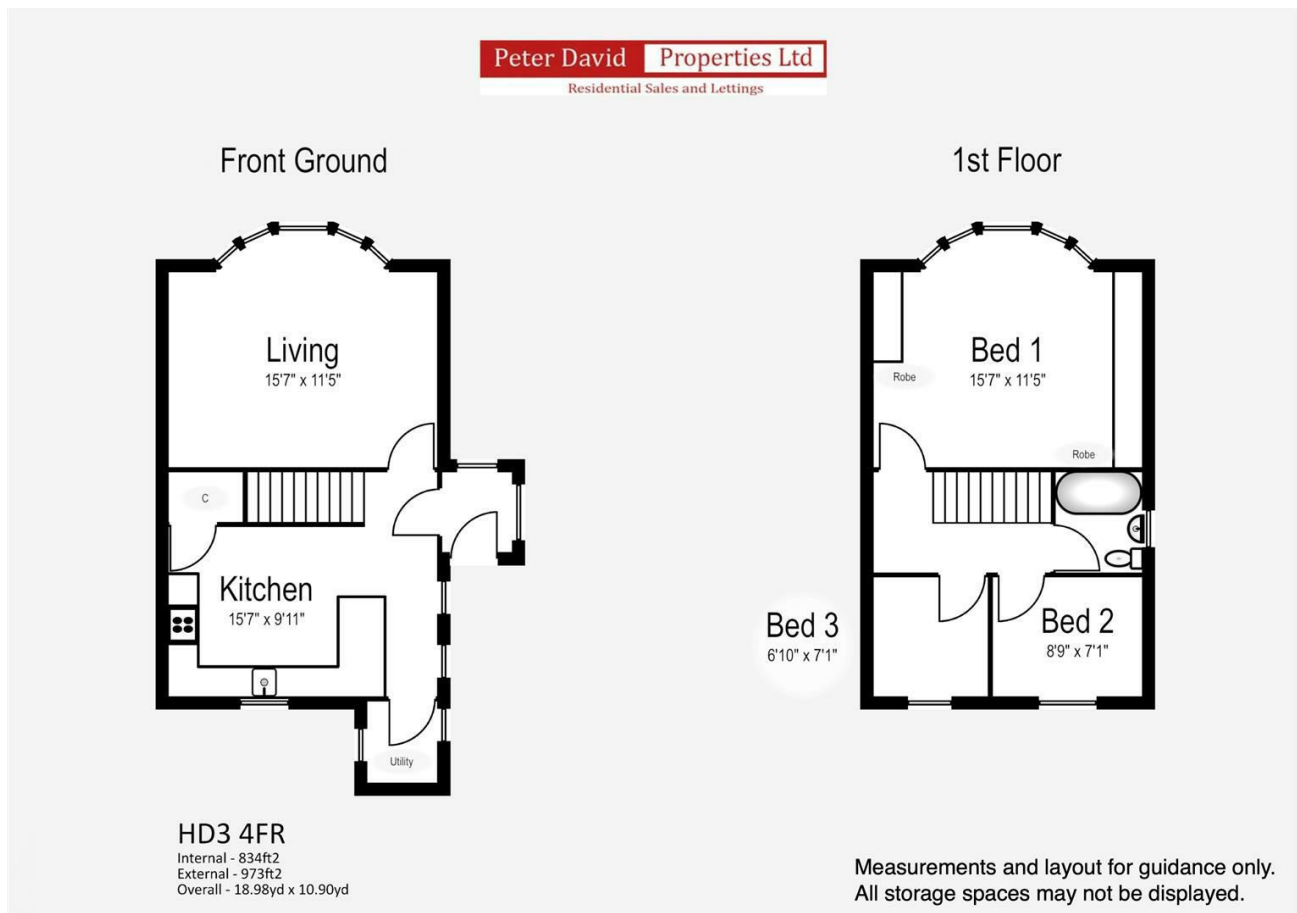 Peter David Properties Ltd
Residential Sales and Lettings
Front Ground
1st Floor
Living
15'7" x 11'5"
C
Kitchen
15'7" x 9'11"
Utility
Bed 1
15'7" x 11'5"
Robe
Robe
Bed 3
6'10" x 7'1"
Bed 2
8'9" x 7'1"
HD3 4FR
Internal - 834ft2
External - 973ft2
Overall - 18.98yd x 10.90yd
Measurements and layout for guidance only.
All storage spaces may not be displayed.